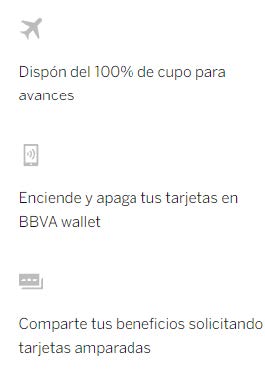 Dispón del 100% de cupo para
avances
Enciende y apaga tus tarjetas en
BBVA wallet
Comparte tus beneficios solicitando
tarjetas amparadas